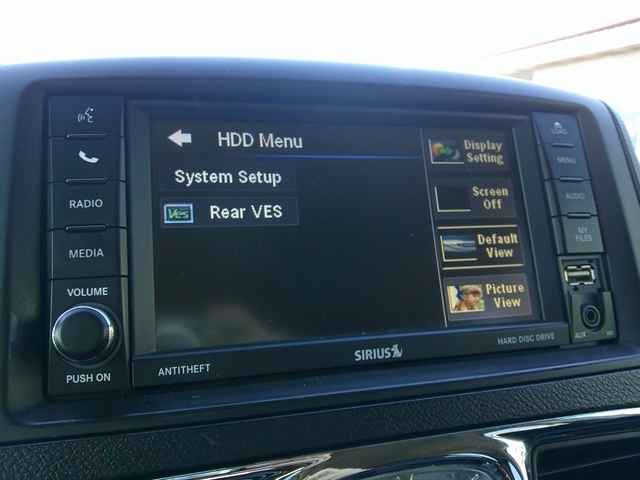 HDD Menu
System Setup
Ves Rear VES
Display
Setting
Screen
Off
Default
View
Picture
View
RADIO
MEDIA
VOLUME
PUSH ON
LOAD
MENU
AUDIO
MY
FILES
AUX
ANTITHEFT
SIRIUS
HARD DISC DRIVE